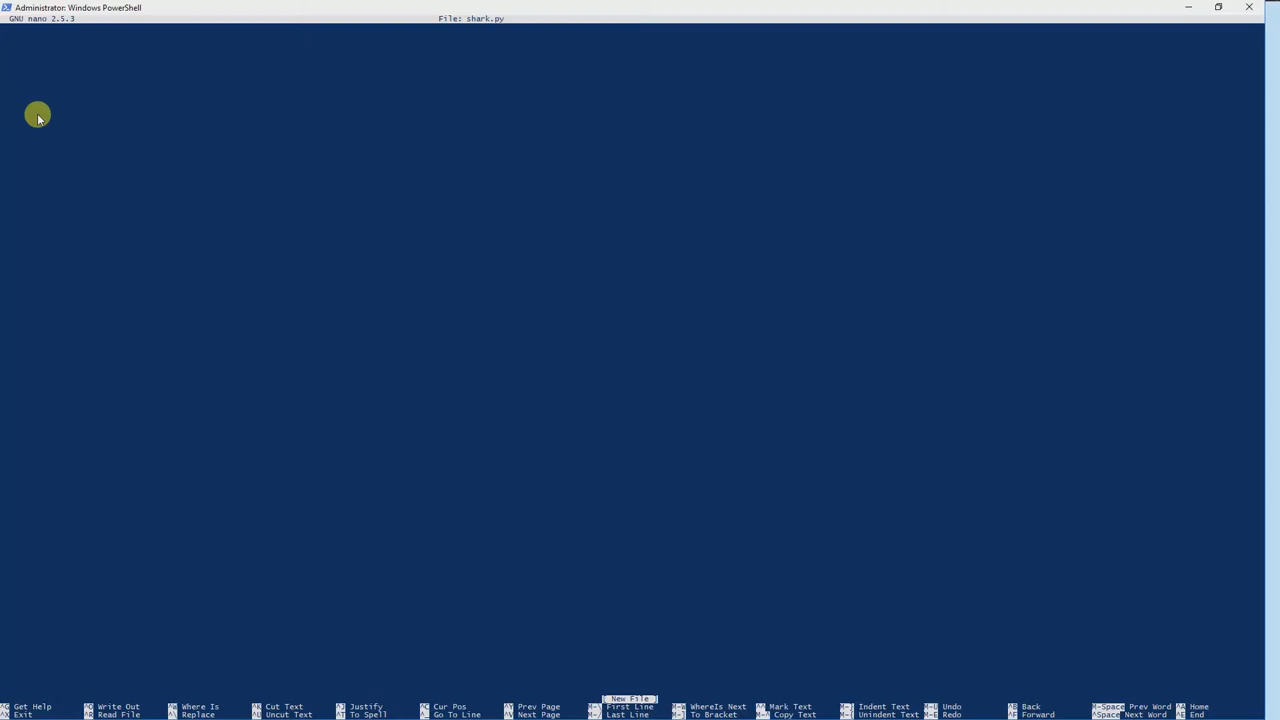 Administrator: Windows PowerShell
GNU nano 2.5.3 File: shark.py
[ New File ]
^G Get Help ^O Write Out ^W Where Is ^K Cut Text ^J Justify ^C Cur Pos ^Y Prev Page M-\ First Line M-W WhereIs Next ^^ Mark Text M-] Indent Text M-U Undo ^B Back M-Space Prev Word ^A Home
^X Exit ^R Read File ^\ Replace ^U Uncut Text ^T To Spell ^_ Go To Line ^V Next Page M-/ Last Line M-] To Bracket M-^ Copy Text M-{ Unindent Text M-E Redo ^F Forward ^Space Next Word ^E End